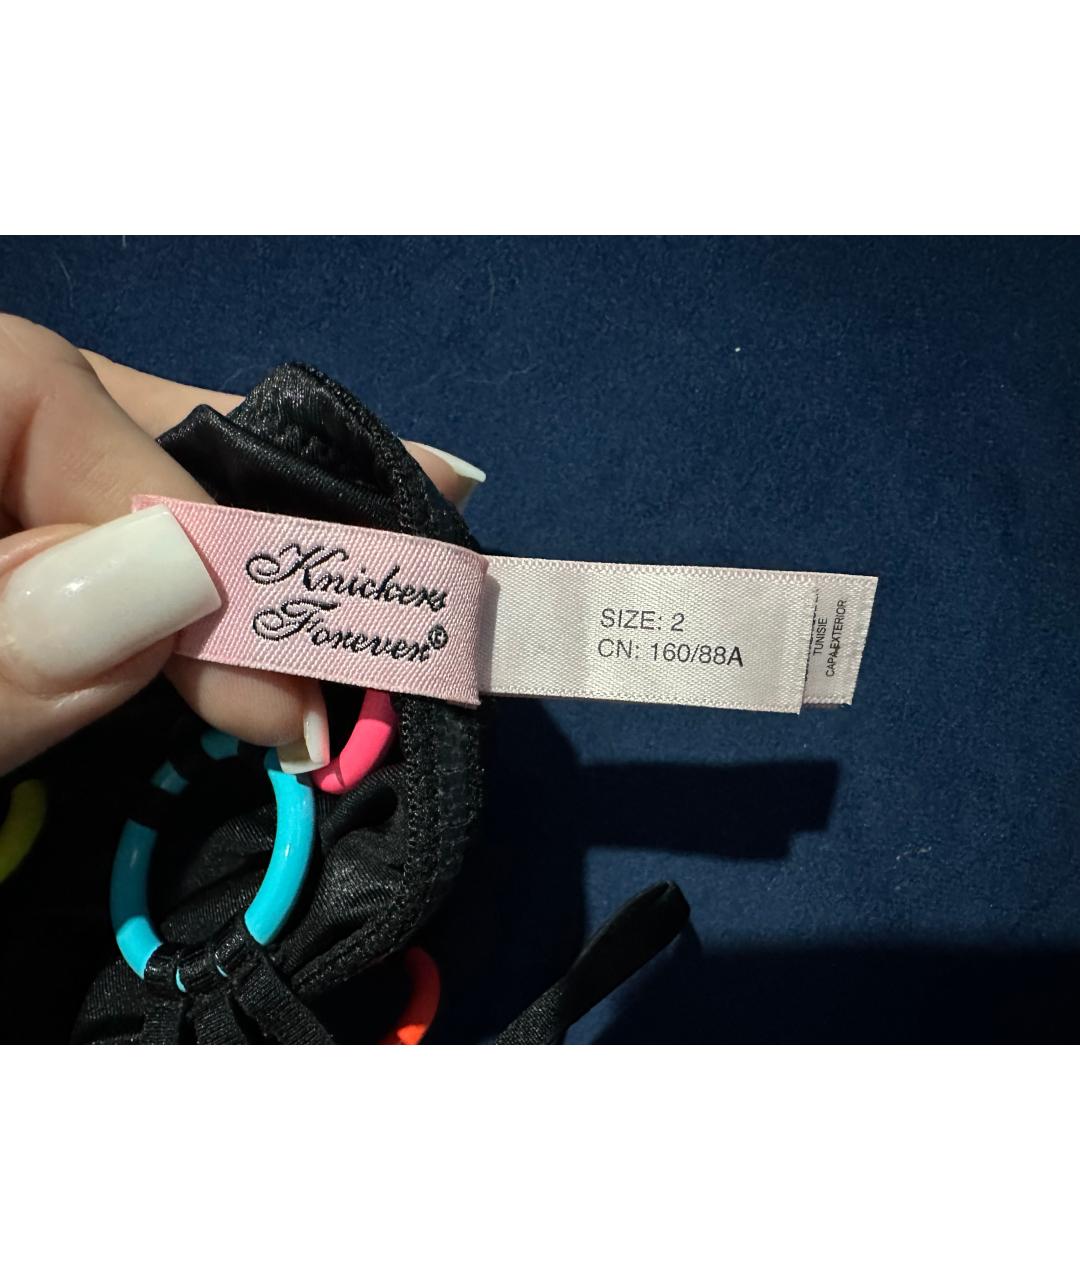 Knickers
Forever©
SIZE: 2
CN: 160/88A
TUNISIE
CAPA EXTERIOR